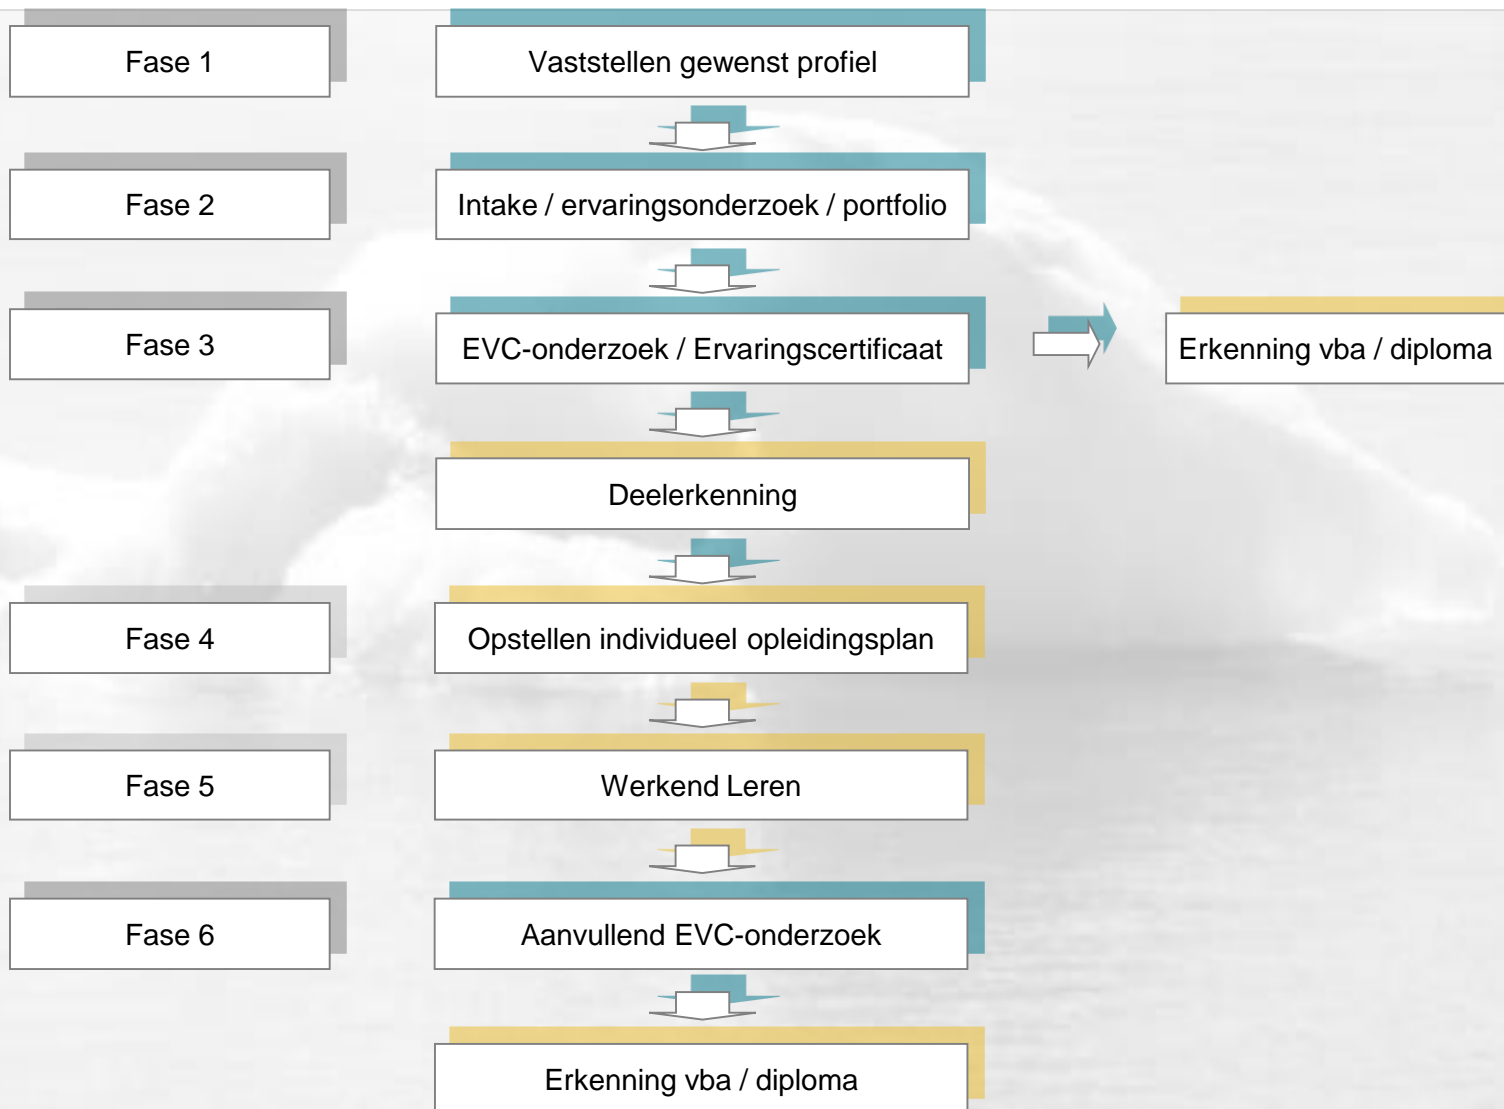 Fase 1
Vaststellen gewenst profiel
Fase 2
Intake / ervaringsonderzoek / portfolio
Fase 3
EVC-onderzoek / Ervaringscertificaat
Erkenning vba / diploma
Deelerkenning
Fase 4
Opstellen individueel opleidingsplan
Fase 5
Werkend Leren
Fase 6
Aanvullend EVC-onderzoek
Erkenning vba / diploma